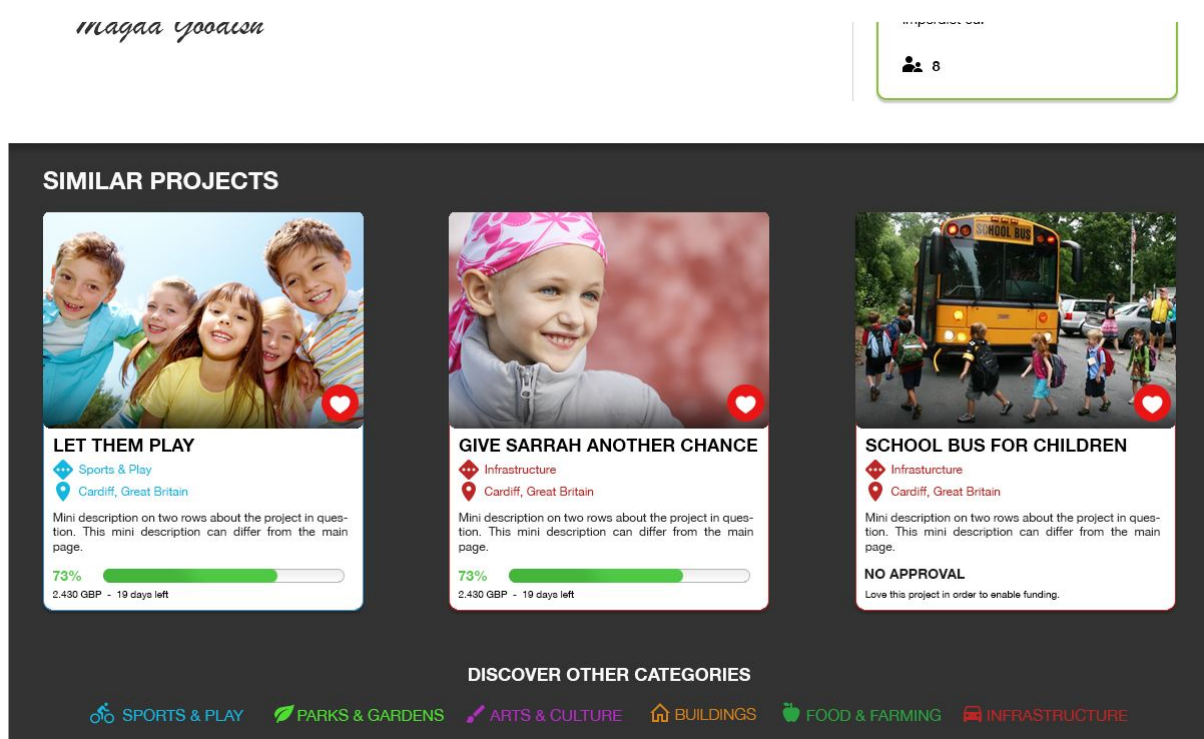 8
SIMILAR PROJECTS
SCHOOL BUS
LET THEM PLAY
Sports & Play
Cardiff, Great Britain
Mini description on two rows about the project in ques-
tion. This mini description can differ from the main
page.
73%
2.430 GBP - 19 days left
GIVE SARRAH ANOTHER CHANCE
Infrastructure
Cardiff, Great Britain
Mini description on two rows about the project in ques-
tion. This mini description can differ from the main
page.
73%
2.430 GBP - 19 days left
SCHOOL BUS FOR CHILDREN
Infrasturcture
Cardiff, Great Britain
Mini description on two rows about the project in ques-
tion. This mini description can differ from the main
page.
NO APPROVAL
Love this project in order to enable funding.
DISCOVER OTHER CATEGORIES
SPORTS & PLAY PARKS & GARDENS ARTS & CULTURE BUILDINGS FOOD & FARMING INFRASTRUCTURE